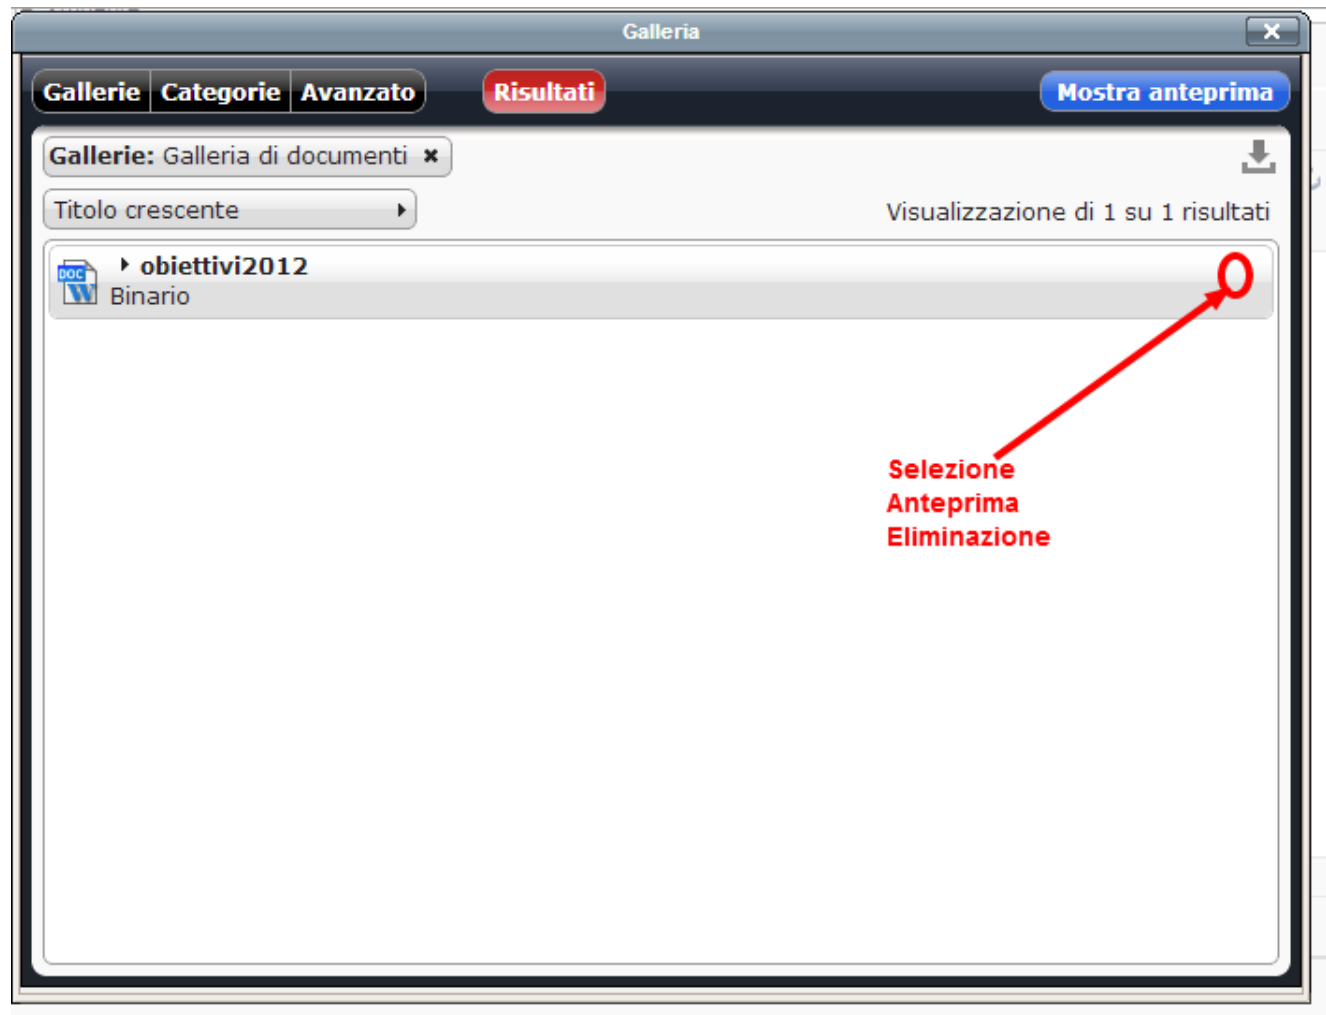 Galleria
Gallerie Categorie Avanzato Risultati Mostra anteprima
Gallerie: Galleria di documenti
Titolo crescente Visualizzazione di 1 su 1 risultati
DOC W obiettivi2012
Binario
Selezione
Anteprima
Eliminazione